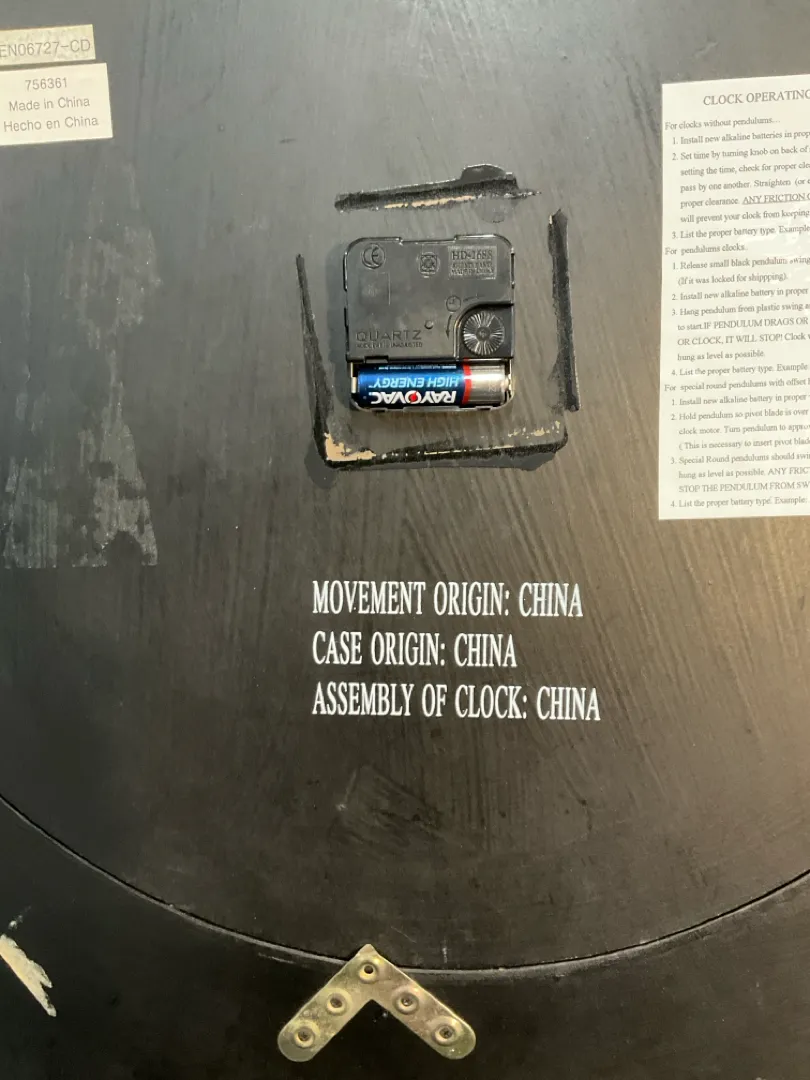 EN06727-CD
756361
Made in China
Hecho en China
CLOCK OPERATING
For clocks without pendulums...
1. Install new alkaline batteries in prop
2. Set time by turning knob on back of
setting the time, check for proper cle
pass by one another. Straighten (or
proper clearance. ANY FRICTION
will prevent your clock from keeping
3. List the proper battery type. Example
For pendulums clocks.
1. Release small black pendulum swing
(If it was locked for shippping).
2. Install new alkaline battery in proper
3. Hang pendulum from plastic swing
to start.IF PENDULUM DRAGS OR
OR CLOCK, IT WILL STOP! Clock
hung as level as possible.
4. List the proper battery type. Example
For special round pendulums with offset
1. Install new alkaline battery in proper
2. Hold pendulum so pivot blade is over
clock motor. Turn pendulum to appro
( This is necessary to insert pivot blad
3. Special Round pendulums should swi
hung as level as possible. ANY FRIC
STOP THE PENDULUM FROM SW
4. List the proper battery type. Example:
HD-1688
QUARTZ
RAYOVAC
HIGH ENERGY
MOVEMENT ORIGIN: CHINA
CASE ORIGIN: CHINA
ASSEMBLY OF CLOCK: CHINA